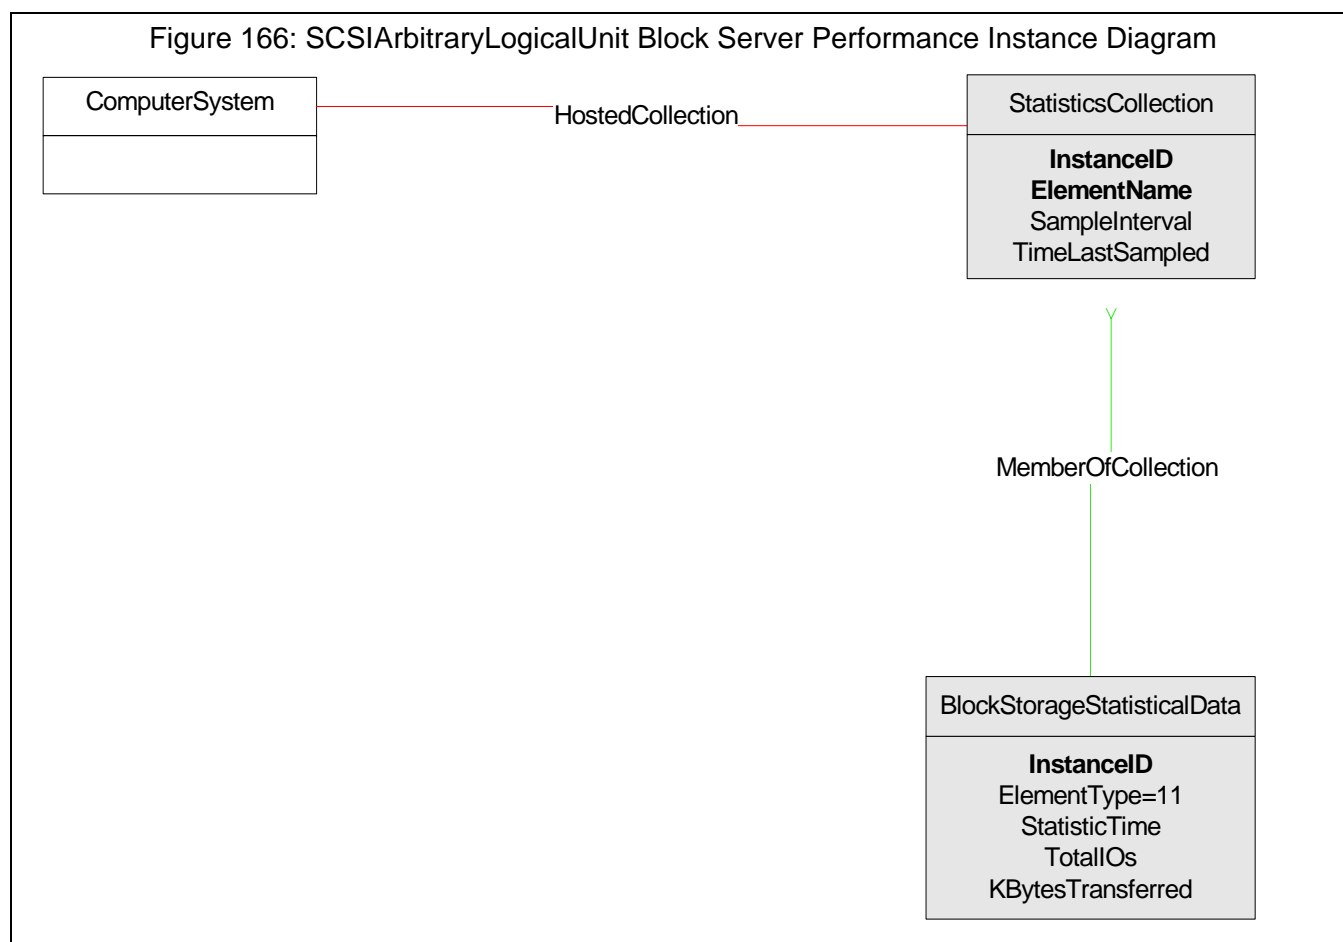 Figure 166: SCSIArbitraryLogicalUnit Block Server Performance Instance Diagram
ComputerSystem
HostedCollection
StatisticsCollection
InstanceID
ElementName
SampleInterval
TimeLastSampled
MemberOfCollection
BlockStorageStatisticalData
InstanceID
ElementType=11
StatisticTime
TotalIOs
KBytesTransferred